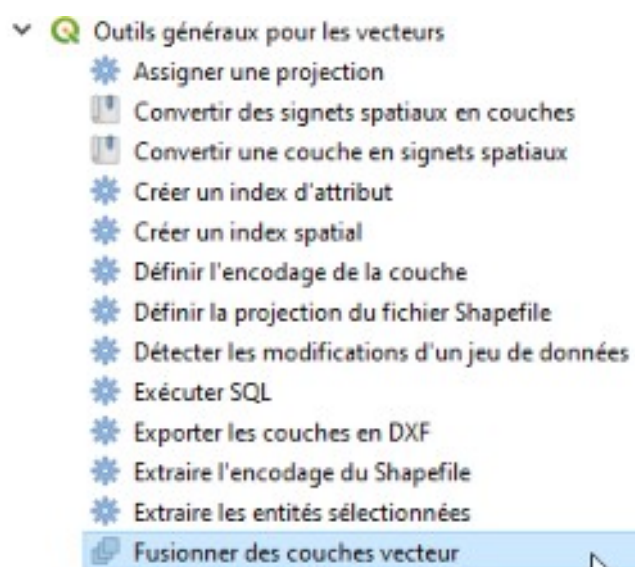 Outils généraux pour les vecteurs
Assigner une projection
Convertir des signets spatiaux en couches
Convertir une couche en signets spatiaux
Créer un index d'attribut
Créer un index spatial
Définir l'encodage de la couche
Définir la projection du fichier Shapefile
Détecter les modifications d'un jeu de données
Exécuter SQL
Exporter les couches en DXF
Extraire l'encodage du Shapefile
Extraire les entités sélectionnées
Fusionner des couches vecteur